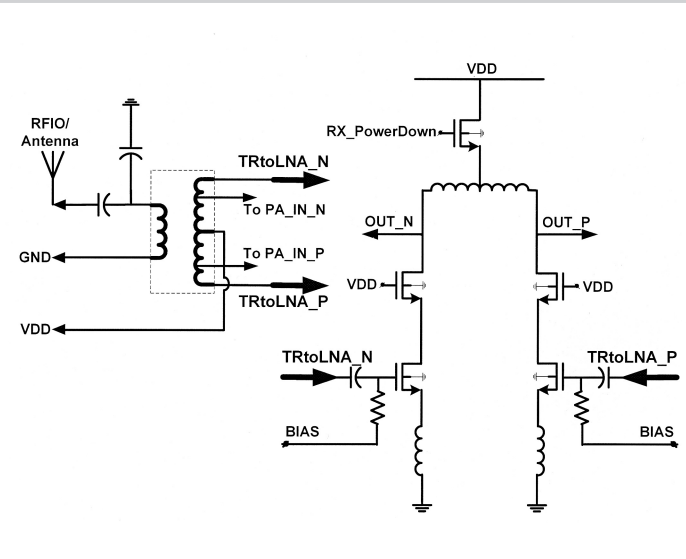 VDD
RX_PowerDown
RFIO/
Antenna
TRtoLNA_N
To PA_IN_N
OUT_N
OUT_P
GND
To PA_IN_P
TRtoLNA_P
VDD
VDD
VDD
TRtoLNA_N
TRtoLNA_P
BIAS
BIAS